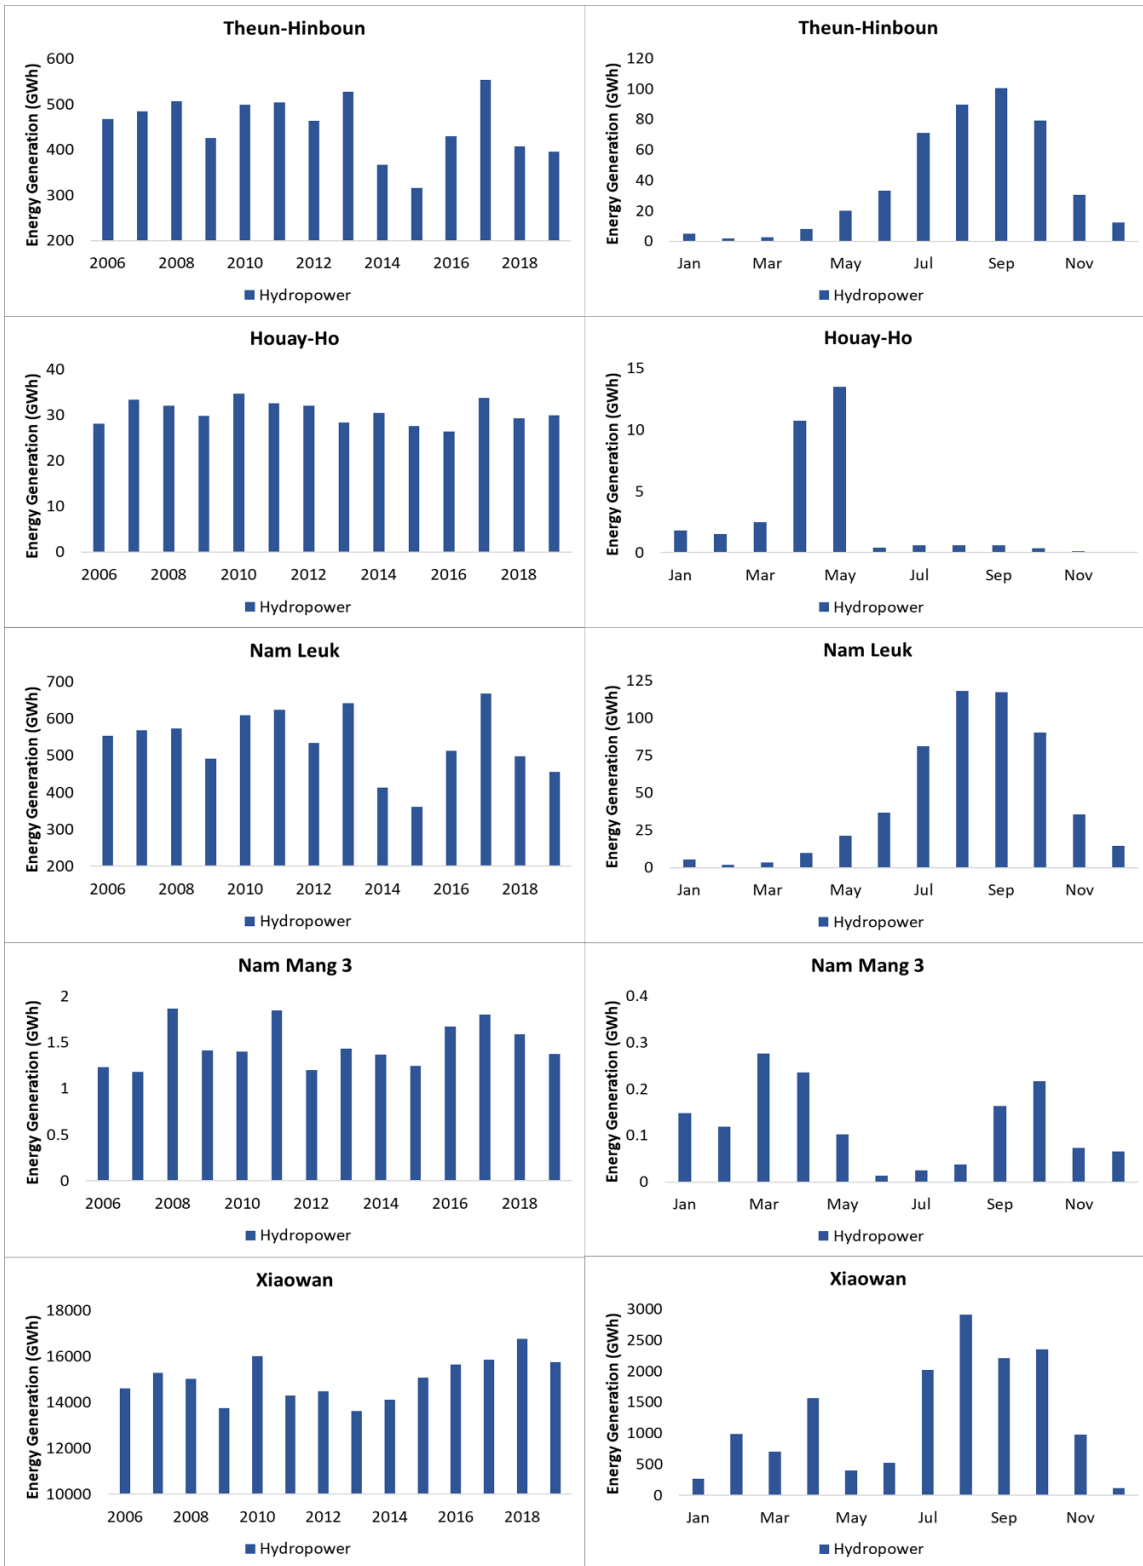 Theun-Hinboun
Energy Generation (GWh)
600
500
400
300
200
2006 2008 2010 2012 2014 2016 2018
Hydropower
Theun-Hinboun
Energy Generation (GWh)
120
100
80
60
40
20
0
Jan Mar May Jul Sep Nov
Hydropower
Houay-Ho
Energy Generation (GWh)
40
30
20
10
0
2006 2008 2010 2012 2014 2016 2018
Hydropower
Houay-Ho
Energy Generation (GWh)
15
10
5
0
Jan Mar May Jul Sep Nov
Hydropower
Nam Leuk
Energy Generation (GWh)
700
600
500
400
300
200
2006 2008 2010 2012 2014 2016 2018
Hydropower
Nam Leuk
Energy Generation (GWh)
125
100
75
50
25
0
Jan Mar May Jul Sep Nov
Hydropower
Nam Mang 3
Energy Generation (GWh)
2
1.5
1
0.5
0
2006 2008 2010 2012 2014 2016 2018
Hydropower
Nam Mang 3
Energy Generation (GWh)
0.4
0.3
0.2
0.1
0
Jan Mar May Jul Sep Nov
Hydropower
Xiaowan
Energy Generation (GWh)
18000
16000
14000
12000
10000
2006 2008 2010 2012 2014 2016 2018
Hydropower
Xiaowan
Energy Generation (GWh)
3000
2500
2000
1500
1000
500
0
Jan Mar May Jul Sep Nov
Hydropower